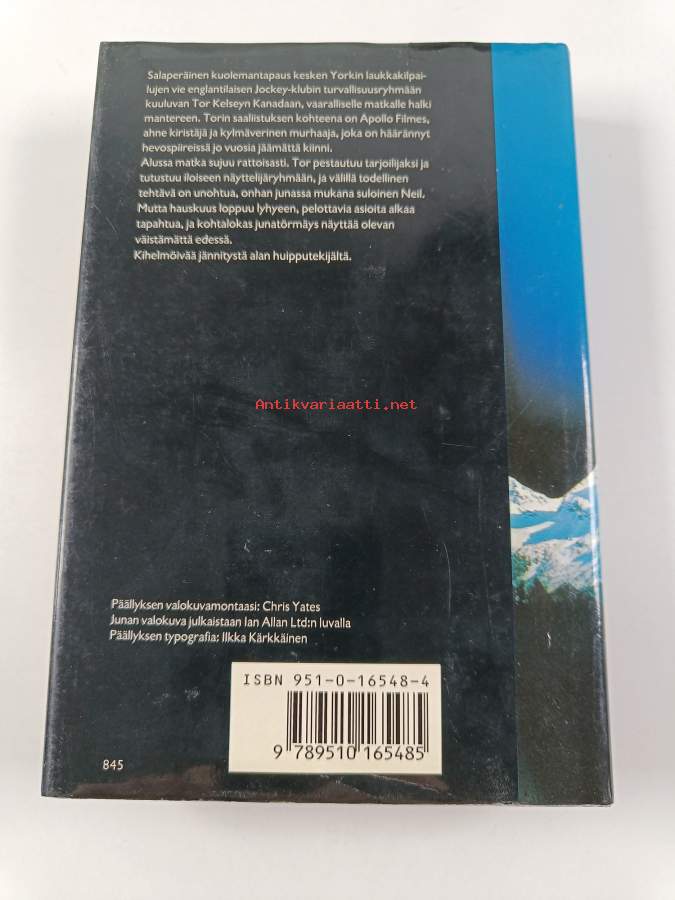 Salaperäinen kuolemantapaus kesken Yorkin laukkakilpai-
lujen vie englantilaisen Jockey-klubin turvallisuusryhmään
kuuluvan Tor Kelseyn Kanadaan, vaaralliselle matkalle halki
mantereen. Torin saaliistuksen kohteena on Apollo Filmes,
ahne kiristäjä ja kylmäverinen murhaaja, joka on häärännyt
hevospiireissä jo vuosia jäämättä kiinni.
Alussa matka sujuu rattoisasti. Tor pestautuu tarjoilijaksi ja
tutustuu iloiseen näyttelijäryhmään, ja välillä todellinen
tehtävä on unohtua, onhan junassa mukana suloinen Neil.
Mutta hauskuus loppuu lyhyeen, pelottavia asioita alkaa
tapahtua, ja kohtalokas junatörmäys näyttää olevan
väistämättä edessä.
Kihelmöivää jännitystä alan huipputekijältä.
Antikvariaatti.net
Päällyksen valokuvamontaasi: Chris Yates
Junan valokuva julkaistaan Ian Allan Ltd:n luvalla
Päällyksen typografia: Ilkka Kärkkäinen
ISBN 951-0-16548-4
9 789510 165485
845